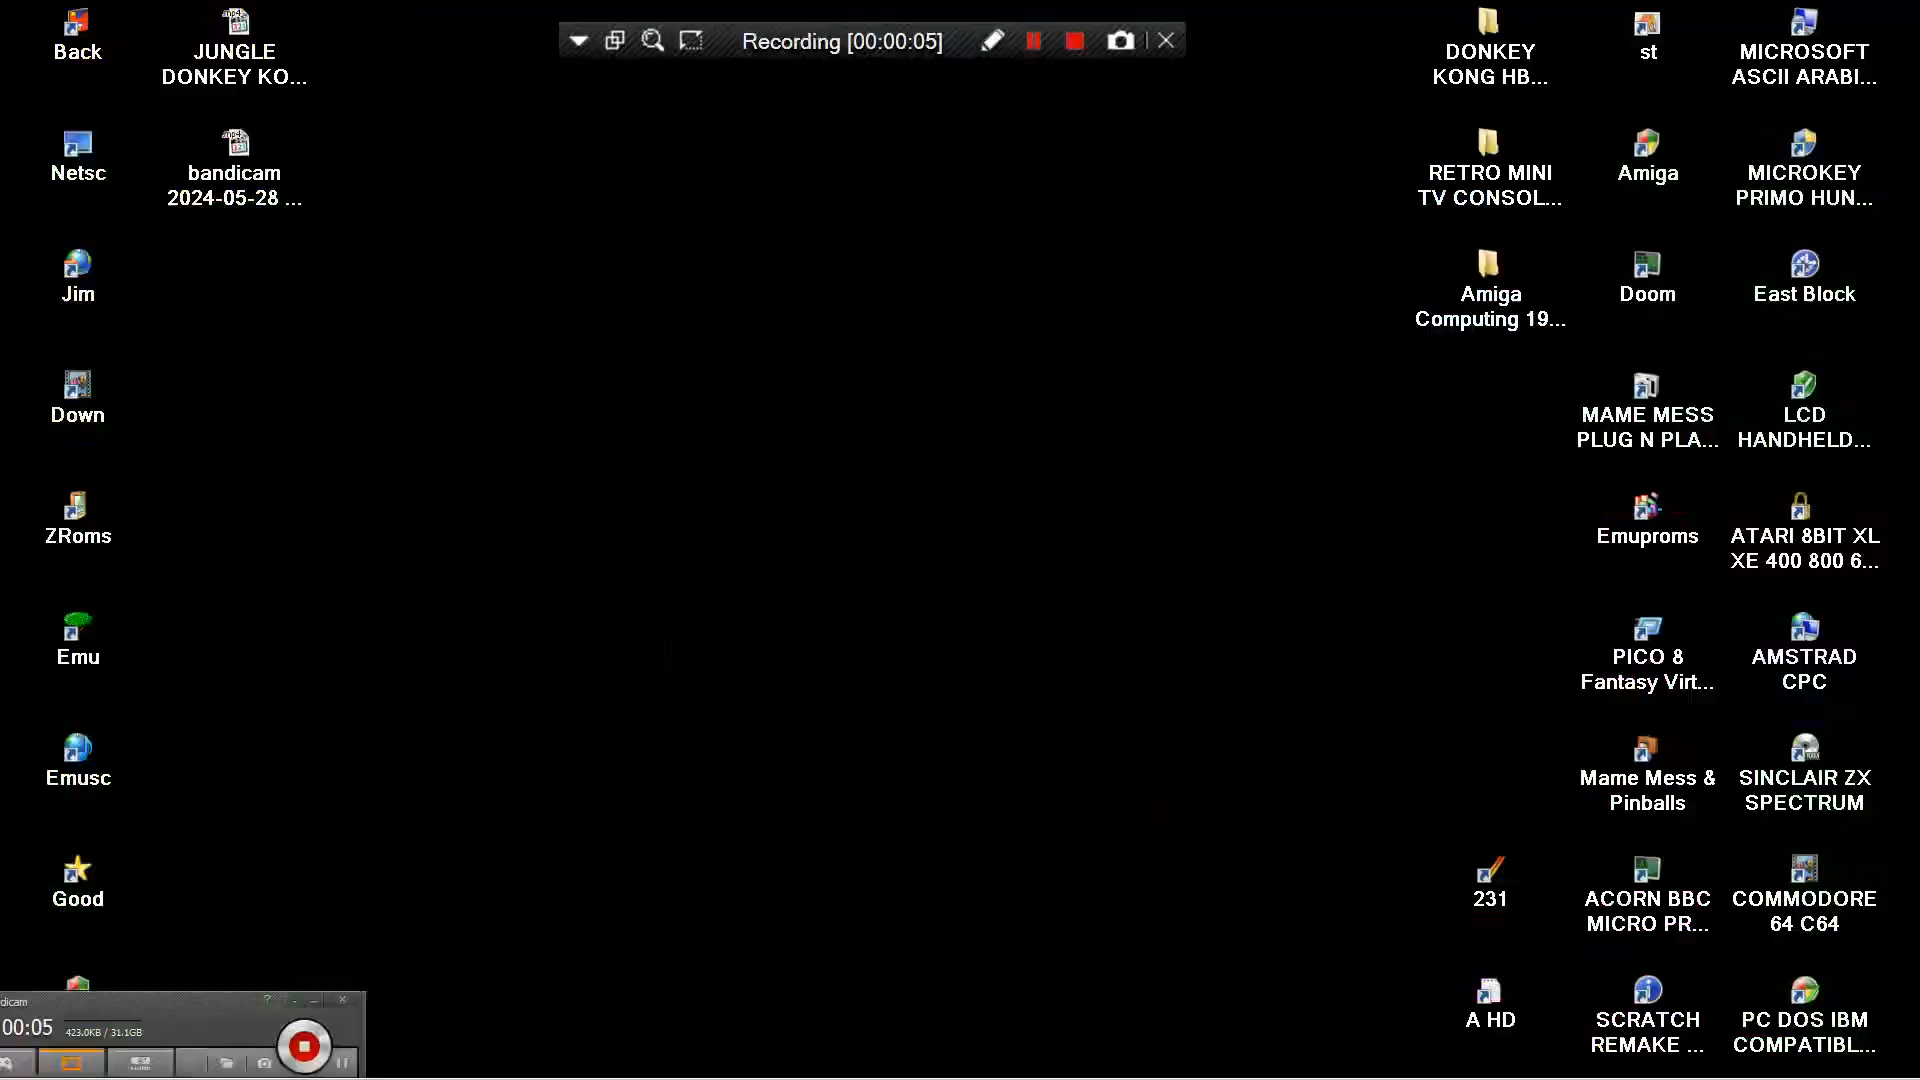 Recording [00:00:05]
Back
JUNGLE
DONKEY KO...
Netsc
bandicam
2024-05-28 ...
Jim
Down
ZRoms
Emu
Emusc
Good
DONKEY
KONG HB...
st
MICROSOFT
ASCII ARABI...
RETRO MINI
TV CONSOL...
Amiga
MICROKEY
PRIMO HUN...
Amiga
Computing 19...
Doom
East Block
MAME MESS
PLUG N PLA...
LCD
HANDHELD...
Emuproms
ATARI 8BIT XL
XE 400 800 6...
PICO 8
Fantasy Virt...
AMSTRAD
CPC
Mame Mess &
Pinballs
SINCLAIR ZX
SPECTRUM
231
ACORN BBC
MICRO PR...
COMMODORE
64 C64
A HD
SCRATCH
REMAKE ...
PC DOS IBM
COMPATIBL...
dicam
00:05
423.0KB / 31.1GB